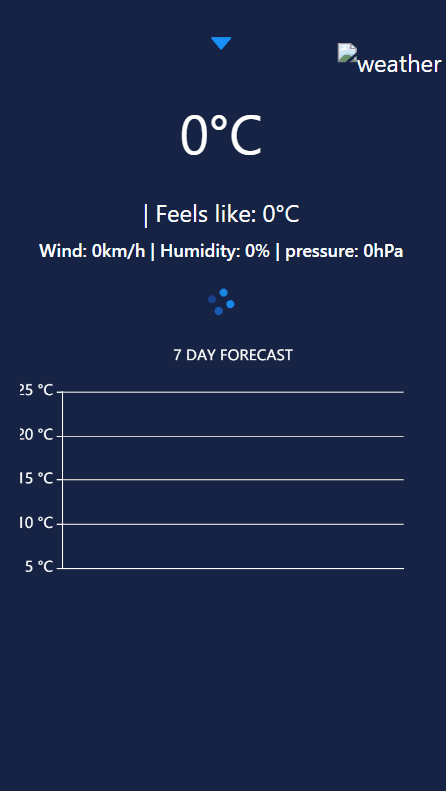 weather
0°C
| Feels like: 0°C
Wind: 0km/h | Humidity: 0% | pressure: 0hPa
7 DAY FORECAST
25 °C
20 °C
15 °C
10 °C
5 °C